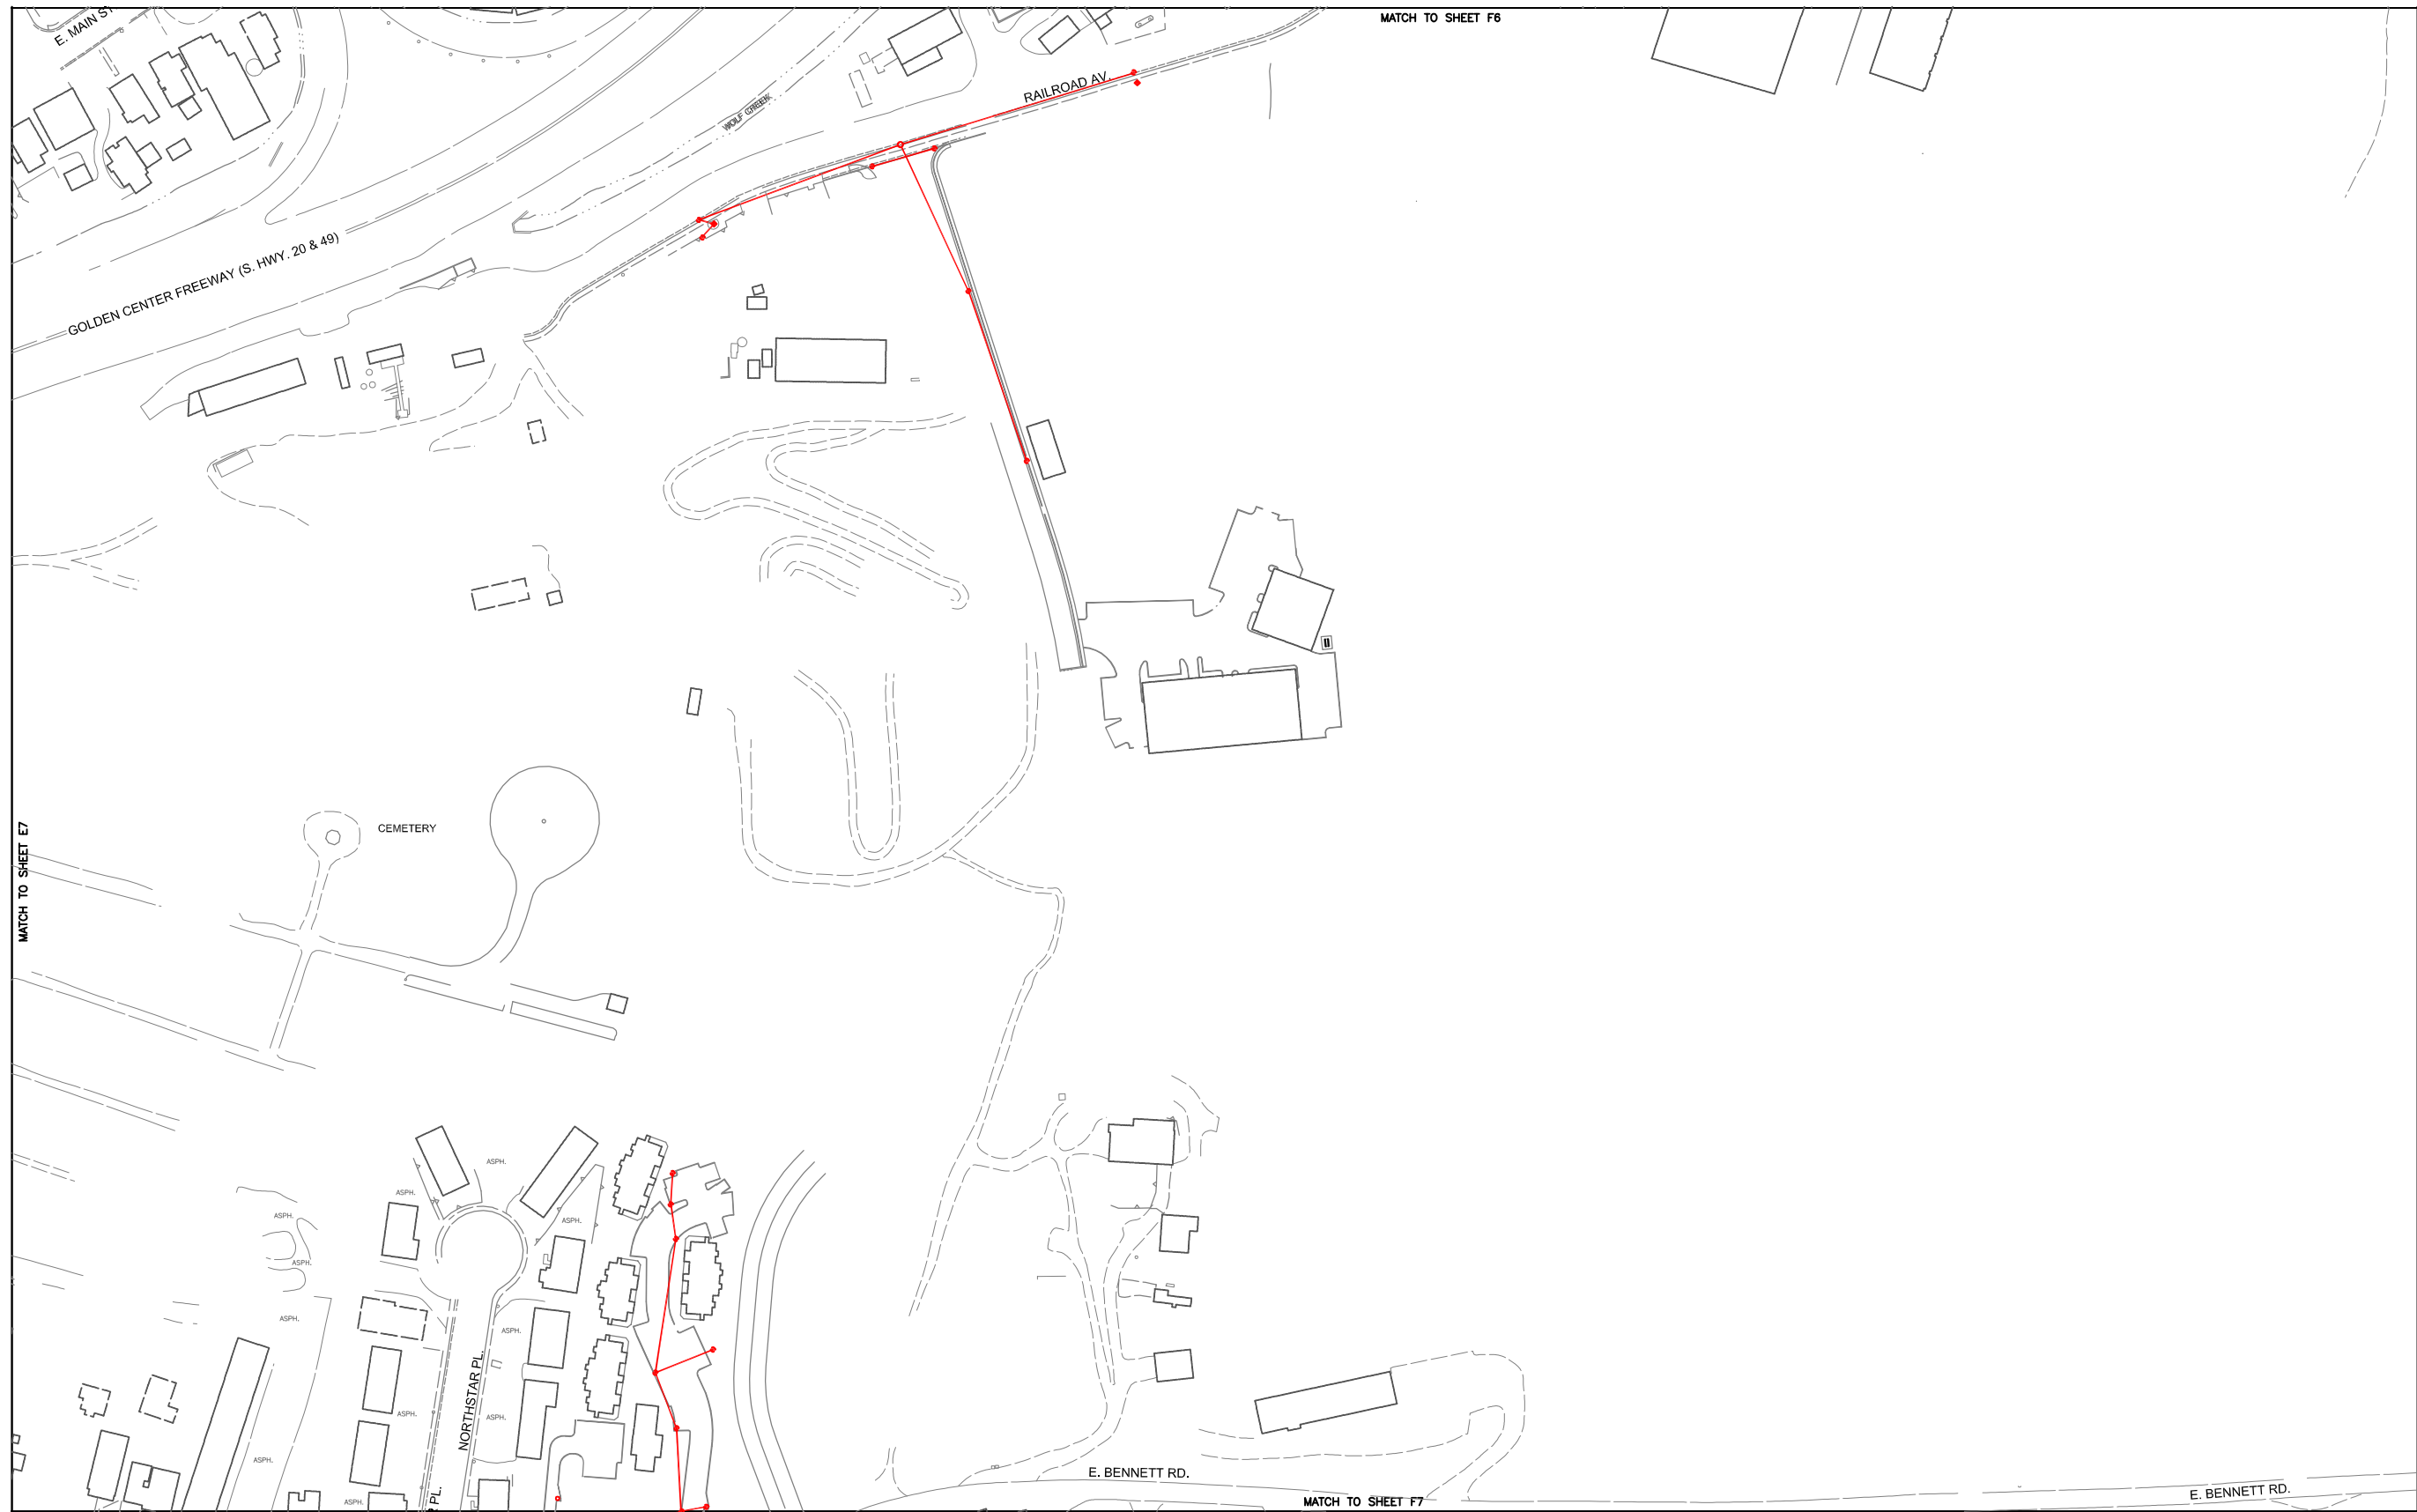 E. MAIN ST
MATCH TO SHEET F6
RAILROAD AV.
WOLF CREEK
GOLDEN CENTER FREEWAY (S. HWY. 20 & 49)
MATCH TO SHEET E7
CEMETERY
ASPH.
ASPH.
ASPH.
ASPH.
ASPH.
ASPH.
ASPH.
ASPH.
ASPH.
ASPH.
ASPH.
NORTHSTAR PL.
R PL.
E. BENNETT RD.
MATCH TO SHEET F7
E. BENNETT RD.